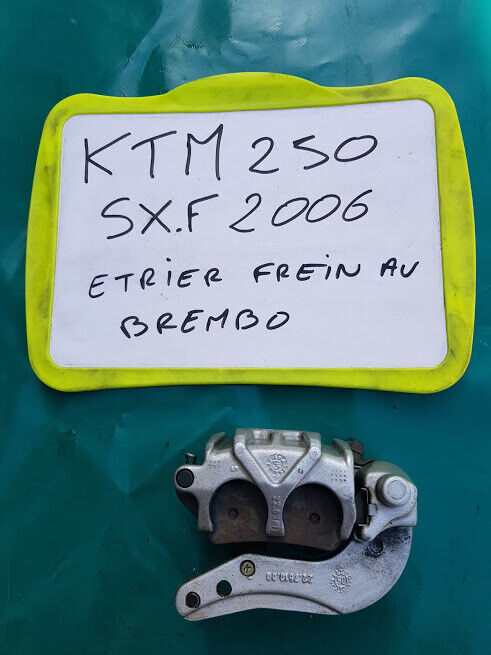 KTM 250
SX.F 2006
ETRIER FREIN AV
BREMBO